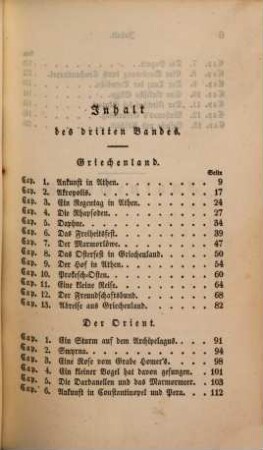 Inhalt
des dritten Bandes.
Griechenland.
Seite
Cap. 1. Ankunft in Athen. 9
Cap. 2. Akropolis. 17
Cap. 3. Ein Regentag in Athen. 24
Cap. 4. Die Rhapsoden. 27
Cap. 5. Daphne. 34
Cap. 6. Das Freiheitsfest. 39
Cap. 7. Der Marmorlöwe. 47
Cap. 8. Das Osterfest in Griechenland. 50
Cap. 9. Der Hof in Athen. 54
Cap. 10. Prokesch-Osten. 60
Cap. 11. Eine kleine Reise. 64
Cap. 12. Der Freundschaftsbund. 68
Cap. 13. Abreise aus Griechenland. 82
Der Orient.
Cap. 1. Ein Sturm auf dem Archipelagus. 91
Cap. 2. Smyrna. 94
Cap. 3. Eine Rose vom Grabe Homer's. 98
Cap. 4. Ein kleiner Vogel hat davon gesungen. 101
Cap. 5. Die Dardanellen und das Marmormeer. 103
Cap. 6. Ankunft in Constantinopel und Pera. 112